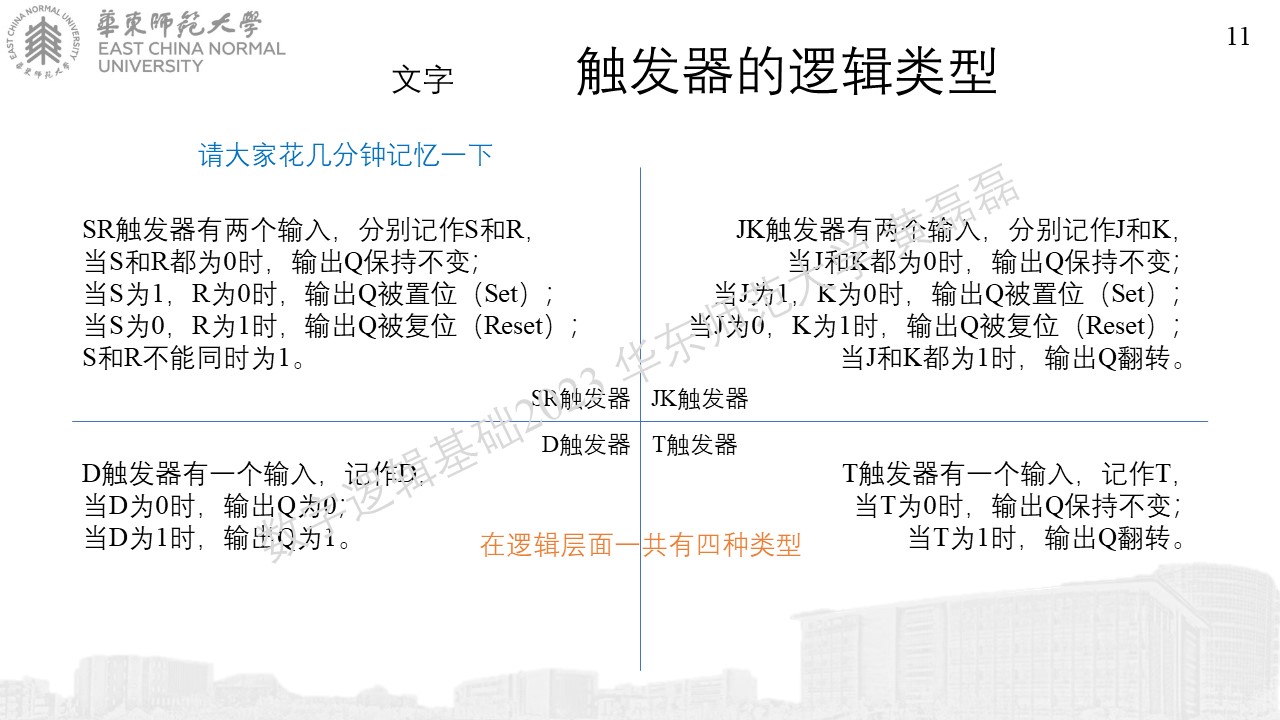 華東師範大學
EAST CHINA NORMAL
UNIVERSITY
EAST CHINA NORMAL UNIVERSITY
華東師範大學
11
文字
触发器的逻辑类型
请大家花几分钟记忆一下
SR触发器有两个输入，分别记作S和R，
当S和R都为0时，输出Q保持不变；
当S为1，R为0时，输出Q被置位（Set）；
当S为0，R为1时，输出Q被复位（Reset）；
S和R不能同时为1。
SR触发器
JK触发器有两个输入，分别记作J和K，
当J和K都为0时，输出Q保持不变；
当J为1，K为0时，输出Q被置位（Set）；
当J为0，K为1时，输出Q被复位（Reset）；
当J和K都为1时，输出Q翻转。
JK触发器
D触发器
D触发器有一个输入，记作D，
当D为0时，输出Q为0；
当D为1时，输出Q为1。
T触发器
T触发器有一个输入，记作T，
当T为0时，输出Q保持不变；
当T为1时，输出Q翻转。
在逻辑层面一共有四种类型
数字逻辑基础2023 华东师范大学 黄磊磊